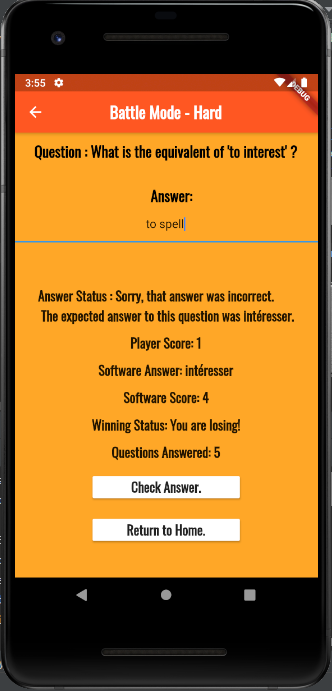 3:55
DEBUG
Battle Mode - Hard
Question : What is the equivalent of 'to interest' ?
Answer:
to spell
Answer Status : Sorry, that answer was incorrect.
The expected answer to this question was intéresser.
Player Score: 1
Software Answer: intéresser
Software Score: 4
Winning Status: You are losing!
Questions Answered: 5
Check Answer.
Return to Home.